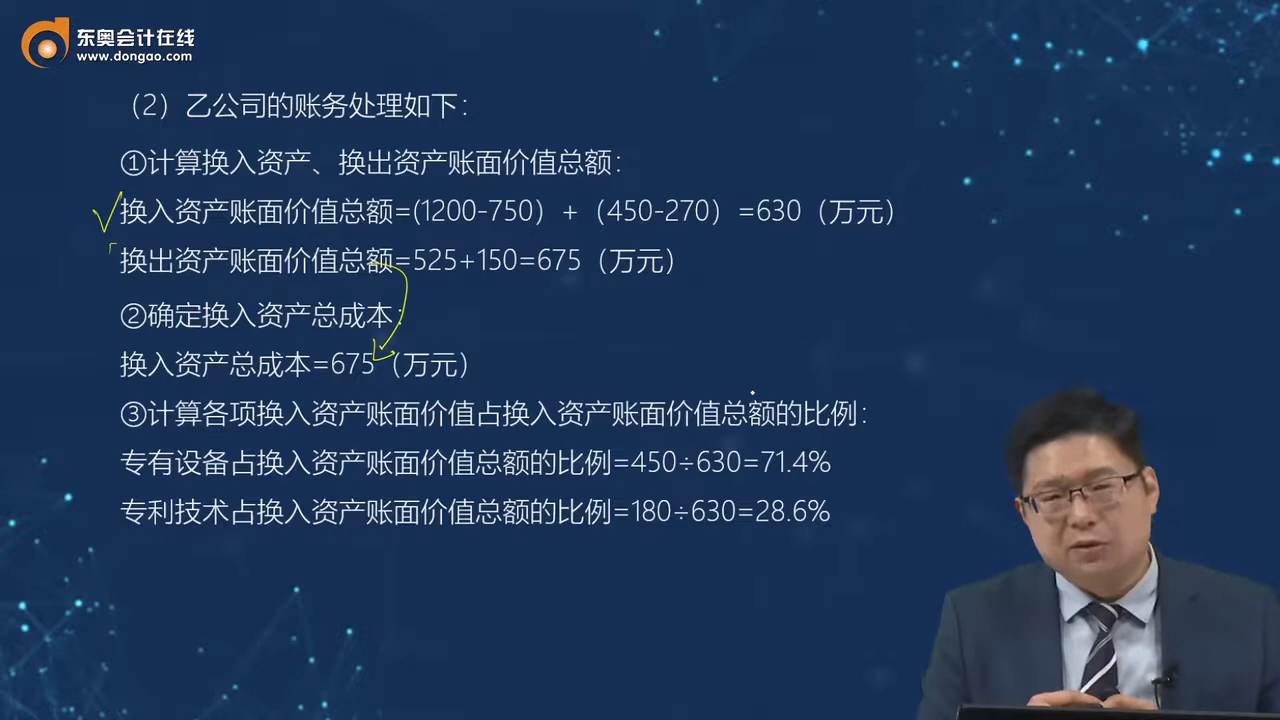 东奥会计在线
www.dongao.com
（2）乙公司的账务处理如下：
①计算换入资产、换出资产账面价值总额：
换入资产账面价值总额=(1200-750）+（450-270）=630（万元）
换出资产账面价值总额=525+150=675（万元）
②确定换入资产总成本：
换入资产总成本=675（万元）
③计算各项换入资产账面价值占换入资产账面价值总额的比例：
专有设备占换入资产账面价值总额的比例=450÷630=71.4%
专利技术占换入资产账面价值总额的比例=180÷630=28.6%